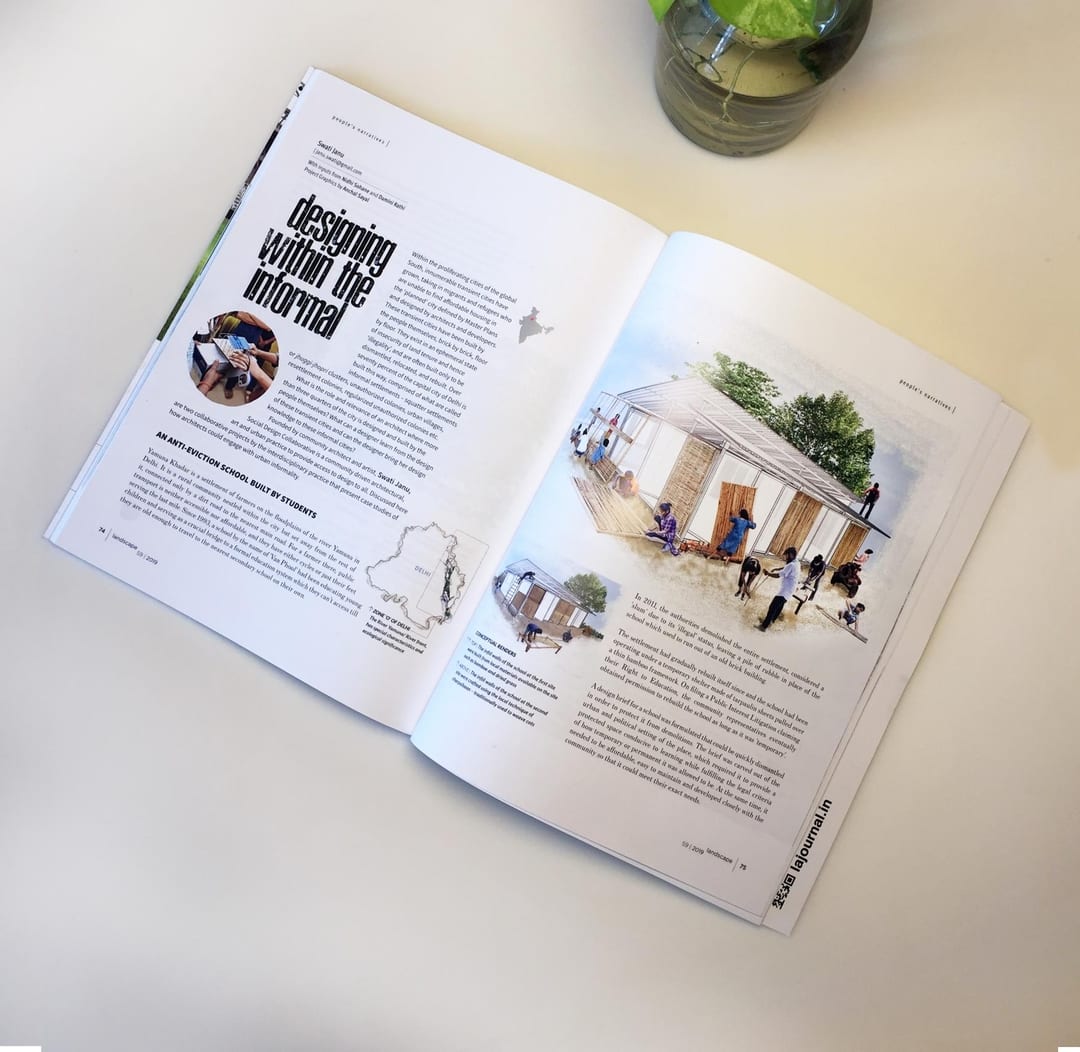 people's narratives |
Swati Janu
| janu.swati@gmail.com
With inputs from Nidhi Sohane and Damini Rathi
Project Graphics by Anchal Sayal
designing
within the
informal
Within the proliferating cities of the global
South, innumerable transient cities have
grown, taking in migrants and refugees who
are unable to find affordable housing in
the 'planned' city defined by Master Plans
and designed by architects and developers.
These transient cities have been built by
the people themselves, brick by brick, floor
by floor. They exist in an ephemeral state
of insecurity of land tenure and hence
'illegality', and are often built only to be
dismantled, relocated, and rebuilt. Over
seventy percent of the capital city of Delhi is
built this way, comprised of what are called
informal settlements - squatter settlements
or jhuggi-jhopri clusters, regularised unauthorized colonies, urban villages,
resettlement colonies, unauthorized colonies etc.
What is the role and relevance of an architect where more
than three quarters of the city is designed and built by the
people themselves? What can a designer learn from the design
of these transient cities and can the designer bring her design
knowledge to these informal cities?
Founded by community architect and artist, Swati Janu,
Social Design Collaborative is a community driven architectural,
art and urban practice to provide access to design to all. Discussed here
are two collaborative projects by the interdisciplinary practice that present case studies of
how architects could engage with urban informality.
AN ANTI-EVICTION SCHOOL BUILT BY STUDENTS
Yamuna Khadar is a settlement of farmers on the floodplains of the river Yamuna in
Delhi. It is a rural community nestled within the city but set away from the rest of
it, connected only by a dirt road to the nearest main road. For a farmer there, public
transport is neither accessible nor affordable, and they have either cycles or just their feet
serving the last mile. Since 1993, a school by the name of 'Van Phool' had been educating young
children and serving as a crucial bridge to a formal education system which they can't access till
they are old enough to travel to the nearest secondary school on their own.
DELHI
ZONE 'O' OF DELHI
The River Yamuna/ River front,
has special characteristics and
ecological significance
74 | landscape
59 | 2019
people's narratives |
CONCEPTUAL RENDERS
TOP: The infill walls of the school at the first site
was built from local materials available on the site
such as bamboo and dried grass
The infill walls of the school at the second
site were crafted using the local technique of
charpai - traditionally used to weave cots
In 2011, the authorities demolished the entire settlement, considered a
'slum' due to its 'illegal' status, leaving a pile of rubble in place of the
school which used to run out of an old brick building.
The settlement had gradually rebuilt itself since and the school had been
operating under a temporary shelter made of tarpaulin sheets pulled over
a thin bamboo framework. On filing a Public Interest Litigation claiming
their Right to Education, the community representatives eventually
obtained permission to rebuild the school as long as it was 'temporary'.
A design brief for a school was formulated that could be quickly dismantled
in order to protect it from demolitions. The brief was carved out of the
urban and political setting of the place, which required it to provide a
protected space conducive to learning while fulfilling the legal criteria
of how temporary or permanent it was allowed to be. At the same time, it
needed to be affordable, easy to maintain and developed closely with the
community so that it could meet their exact needs.
59 | 2019 landscape | 75
lajournal.in